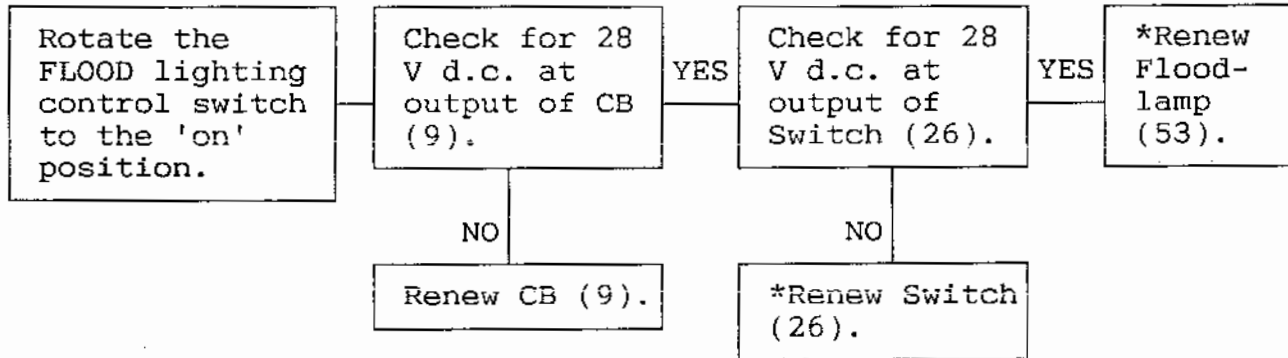 Rotate the
FLOOD lighting
control switch
to the 'on'
position.
Check for 28
V d.c. at
output of CB
(9).
YES
Check for 28
V d.c. at
output of
Switch (26).
YES
*Renew
Flood-
lamp
(53).
NO
Renew CB (9).
NO
*Renew Switch
(26).